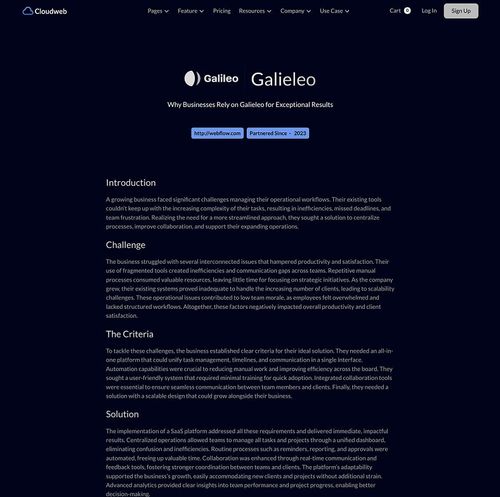 Cloudweb Pages Feature Pricing Resources Company Use Case Cart 0 Log In Sign Up
Galileo Galieleo
Why Businesses Rely on Galieleo for Exceptional Results
http://webflow.com Partnered Since - 2023
Introduction
A growing business faced significant challenges managing their operational workflows. Their existing tools
couldn't keep up with the increasing complexity of their tasks, resulting in inefficiencies, missed deadlines, and
team frustration. Realizing the need for a more streamlined approach, they sought a solution to centralize
processes, improve collaboration, and support their expanding operations.
Challenge
The business struggled with several interconnected issues that hampered productivity and satisfaction. Their
use of fragmented tools created inefficiencies and communication gaps across teams. Repetitive manual
processes consumed valuable resources, leaving little time for focusing on strategic initiatives. As the company
grew, their existing systems proved inadequate to handle the increasing number of clients, leading to scalability
challenges. These operational issues contributed to low team morale, as employees felt overwhelmed and
lacked structured workflows. Altogether, these factors negatively impacted overall productivity and client
satisfaction.
The Criteria
To tackle these challenges, the business established clear criteria for their ideal solution. They needed an all-in-
one platform that could unify task management, timelines, and communication in a single interface.
Automation capabilities were crucial to reducing manual work and improving efficiency across the board. They
sought a user-friendly system that required minimal training for quick adoption. Integrated collaboration tools
were essential to ensure seamless communication between team members and clients. Finally, they needed a
solution with a scalable design that could grow alongside their business.
Solution
The implementation of a SaaS platform addressed all these requirements and delivered immediate, impactful
results. Centralized operations allowed teams to manage all tasks and projects through a unified dashboard,
eliminating confusion and inefficiencies. Routine processes such as reminders, reporting, and approvals were
automated, freeing up valuable time. Collaboration was enhanced through real-time communication and
feedback tools, fostering stronger coordination between teams and clients. The platform's adaptability
supported the business's growth, easily accommodating new clients and projects without additional strain.
Advanced analytics provided clear insights into team performance and project progress, enabling better
decision-making.